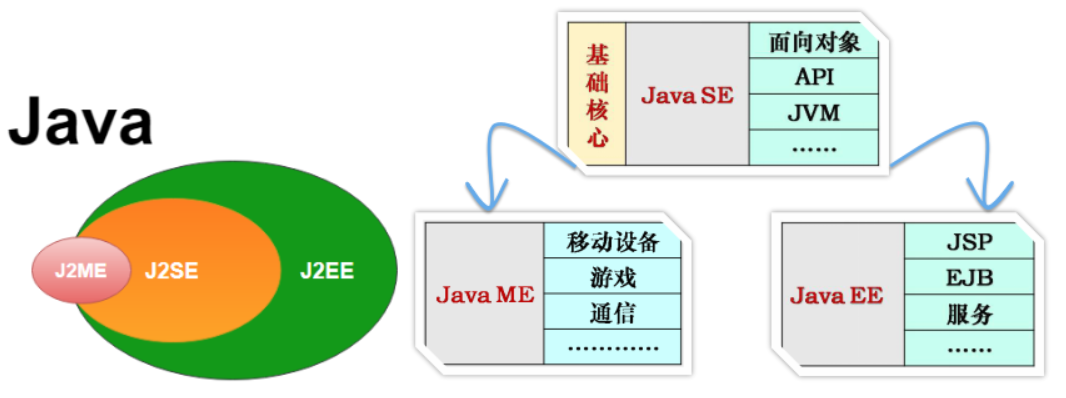 Java
J2ME
J2SE
J2EE
基础核心
Java SE
面向对象
API
JVM
……
Java ME
移动设备
游戏
通信
…………
Java EE
JSP
EJB
服务
……